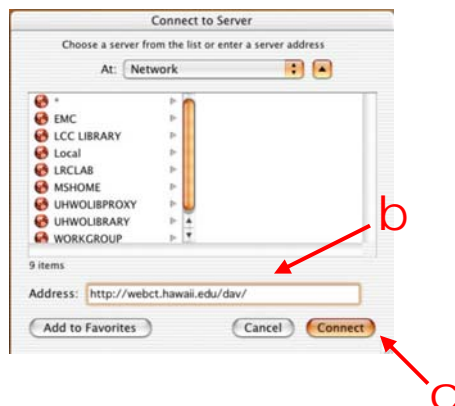 Connect to Server
Choose a server from the list or enter a server address
At: Network
*
EMC
LCC LIBRARY
Local
LRCLAB
MSHOME
UHWOLIBPROXY
UHWOLIBRARY
WORKGROUP
b
9 items
Address: http://webct.hawaii.edu/dav/
Add to Favorites Cancel Connect
c